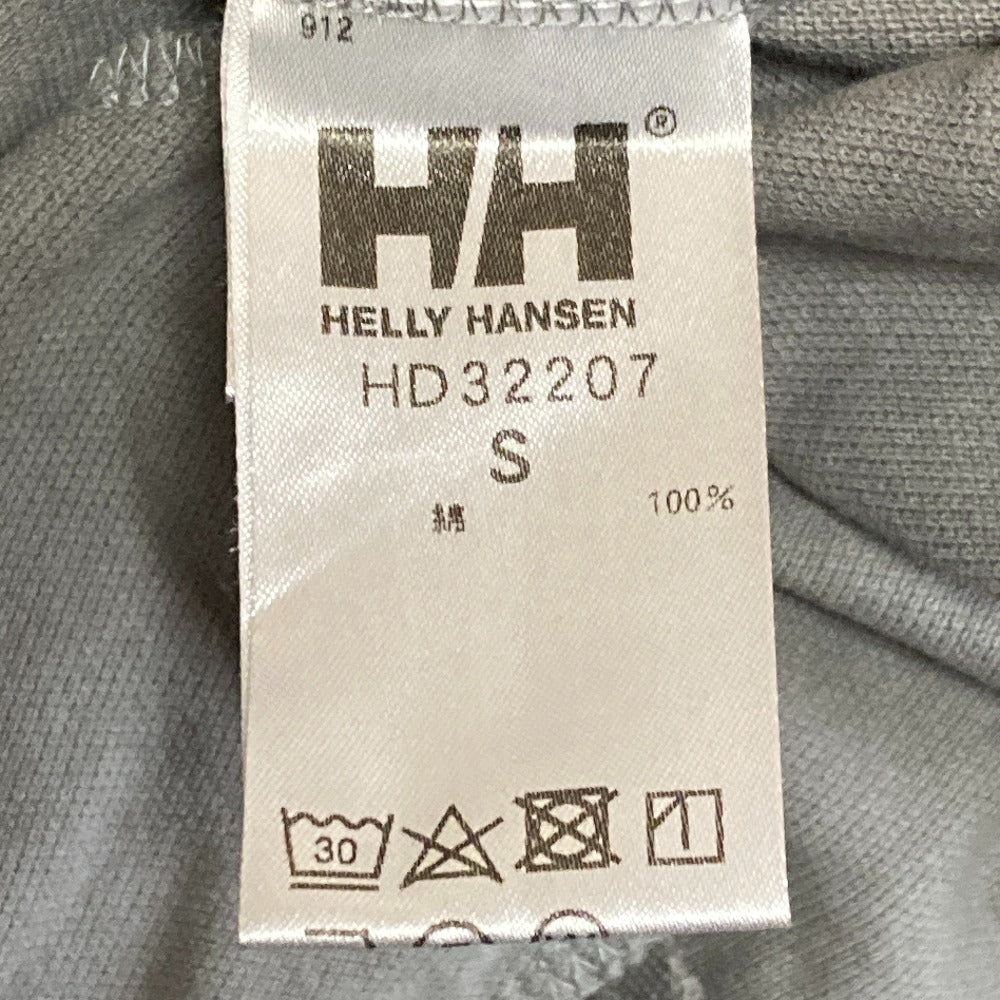 912
HH®
HELLY HANSEN
HD32207
S
綿 100%
30